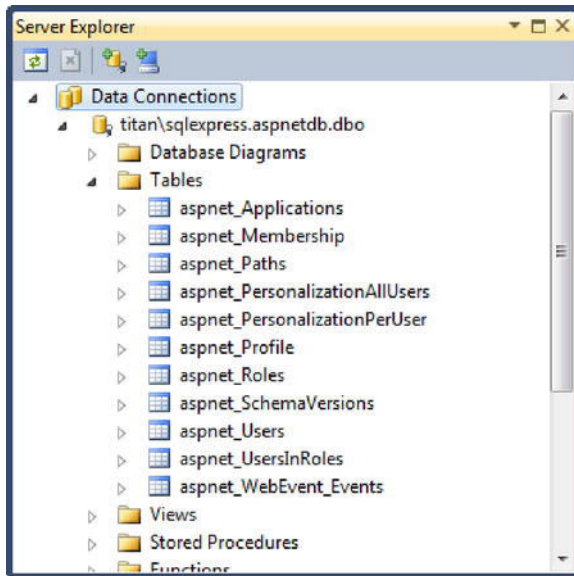 Server Explorer
Data Connections
titan\sqlexpress.aspnetdb.dbo
Database Diagrams
Tables
aspnet_Applications
aspnet_Membership
aspnet_Paths
aspnet_PersonalizationAllUsers
aspnet_PersonalizationPerUser
aspnet_Profile
aspnet_Roles
aspnet_SchemaVersions
aspnet_Users
aspnet_UsersInRoles
aspnet_WebEvent_Events
Views
Stored Procedures
Functions